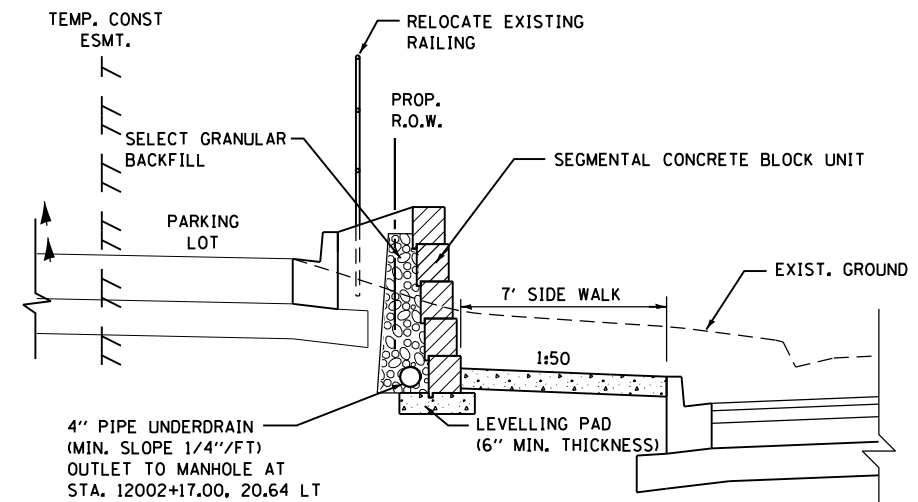 TEMP. CONST
ESMT.
RELOCATE EXISTING
RAILING
PROP.
R.O.W.
SELECT GRANULAR
BACKFILL
SEGMENTAL CONCRETE BLOCK UNIT
PARKING
LOT
EXIST. GROUND
7' SIDE WALK
1:50
4'' PIPE UNDERDRAIN
(MIN. SLOPE 1/4''/FT)
OUTLET TO MANHOLE AT
STA. 12002+17.00, 20.64 LT
LEVELLING PAD
(6'' MIN. THICKNESS)